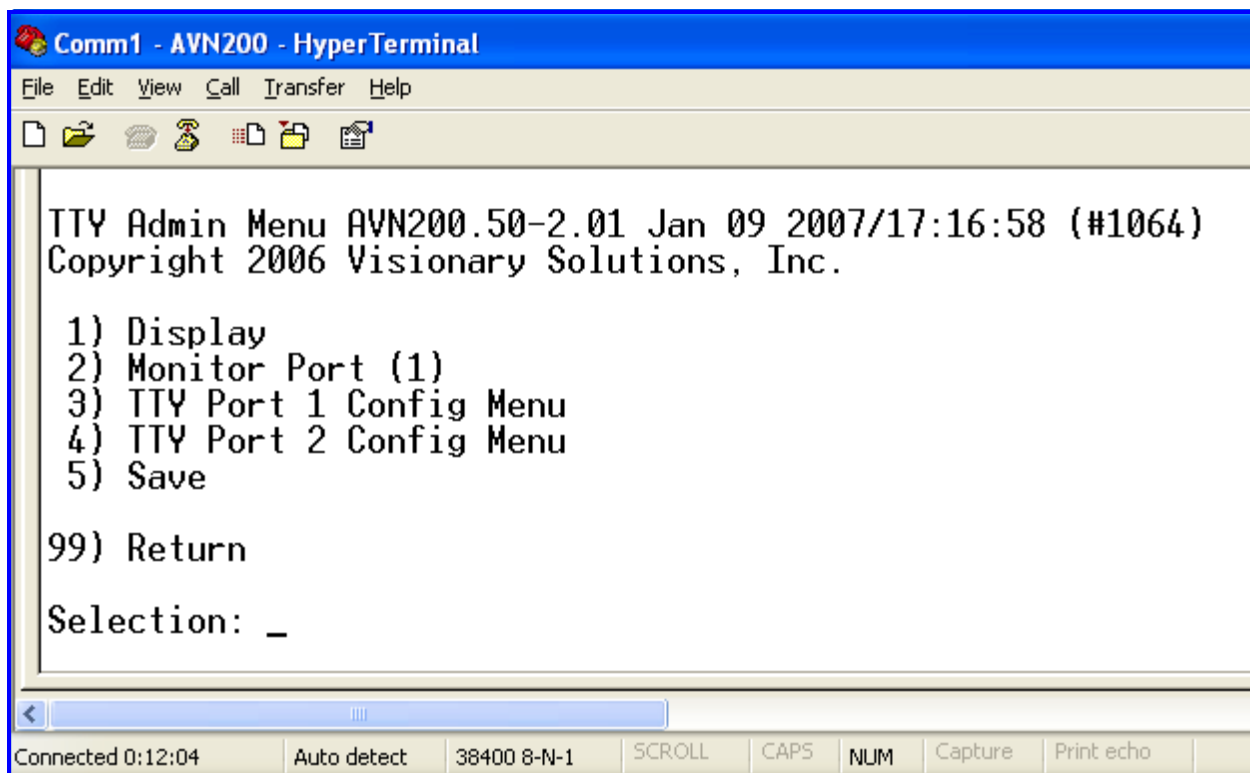 Comm1 - AVN200 - HyperTerminal
File Edit View Call Transfer Help
TTY Admin Menu AVN200.50-2.01 Jan 09 2007/17:16:58 (#1064)
Copyright 2006 Visionary Solutions, Inc.
1) Display
2) Monitor Port (1)
3) TTY Port 1 Config Menu
4) TTY Port 2 Config Menu
5) Save
99) Return
Selection: _
Connected 0:12:04 Auto detect 38400 8-N-1 SCROLL CAPS NUM Capture Print echo